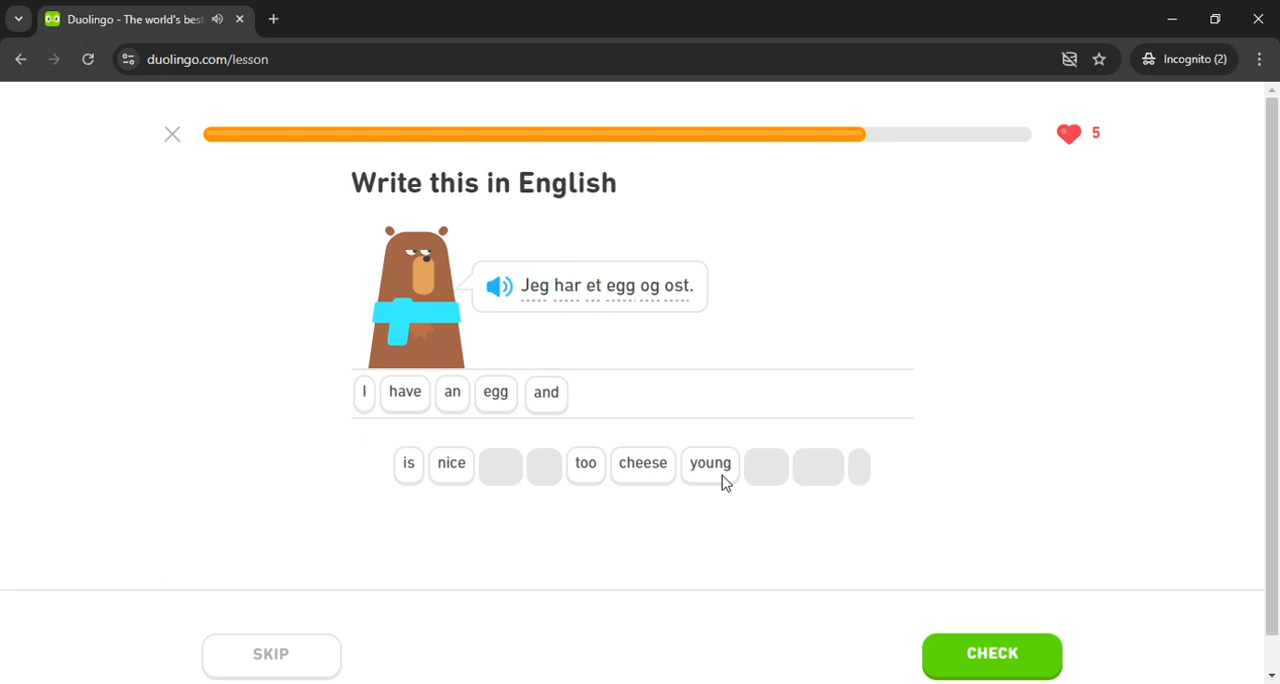 Duolingo - The world's bes
duolingo.com/lesson
Incognito (2)
5
Write this in English
Jeg har et egg og ost.
I have an egg and
is nice too cheese young
SKIP
CHECK